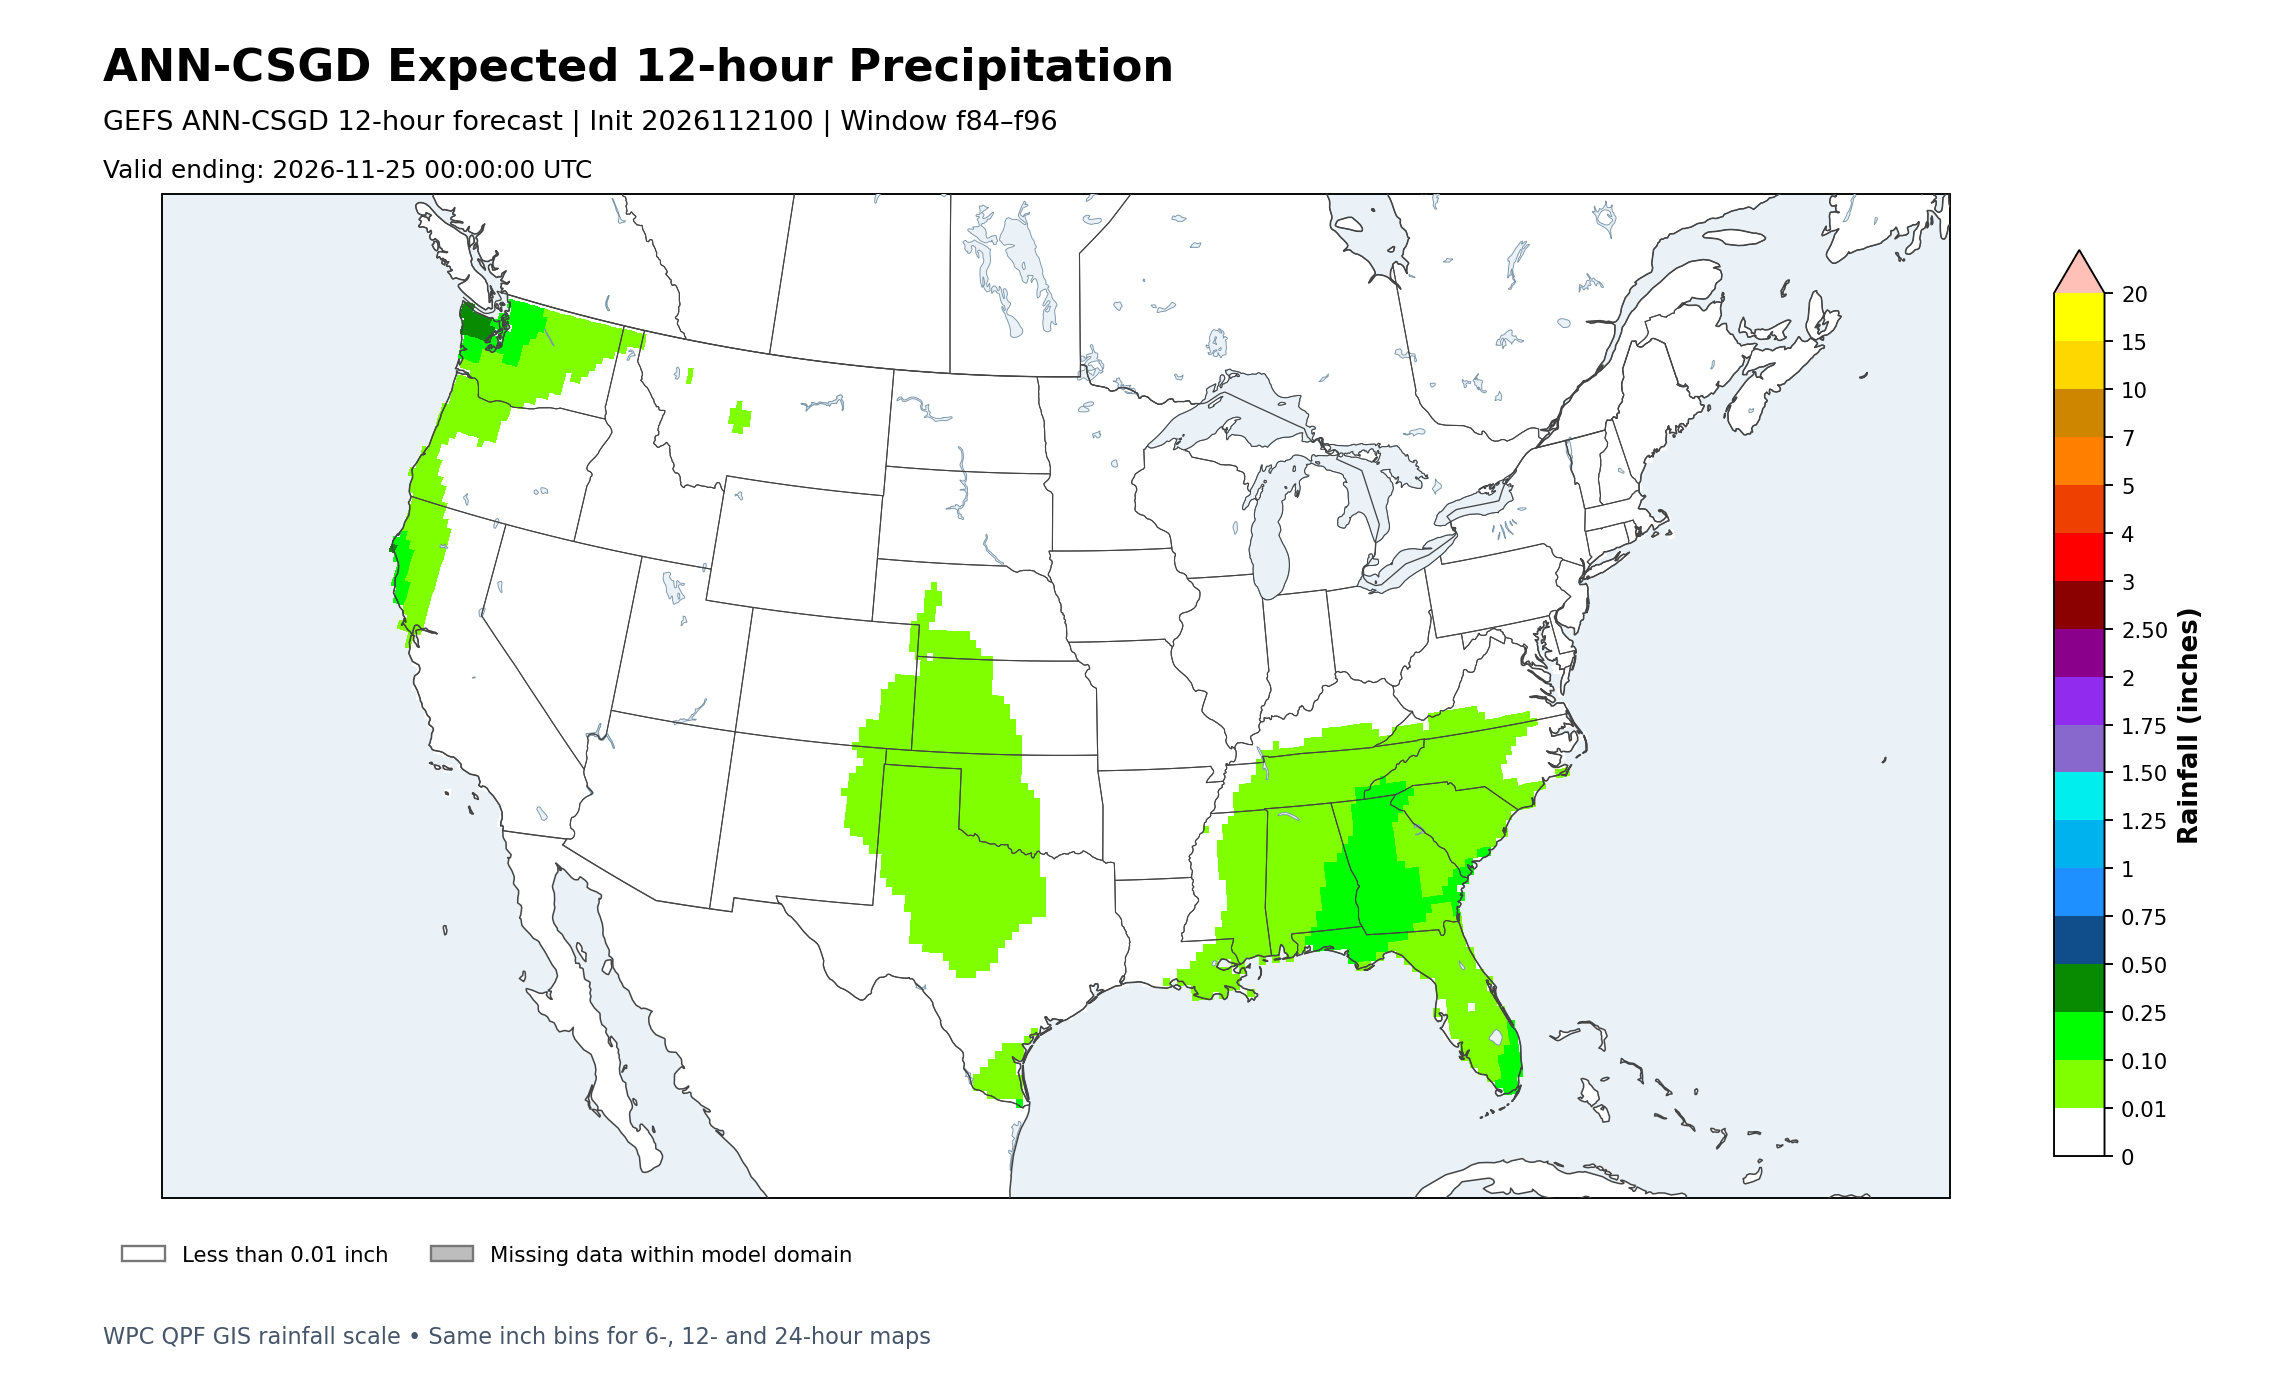 ANN-CSGD Expected 12-hour Precipitation
GEFS ANN-CSGD 12-hour forecast | Init 2026112100 | Window f84–f96
Valid ending: 2026-11-25 00:00:00 UTC
20
15
10
7
5
4
3
2.50
2
1.75
1.50
1.25
1
0.75
0.50
0.25
0.10
0.01
0
Rainfall (inches)
Less than 0.01 inch
Missing data within model domain
WPC QPF GIS rainfall scale • Same inch bins for 6-, 12- and 24-hour maps